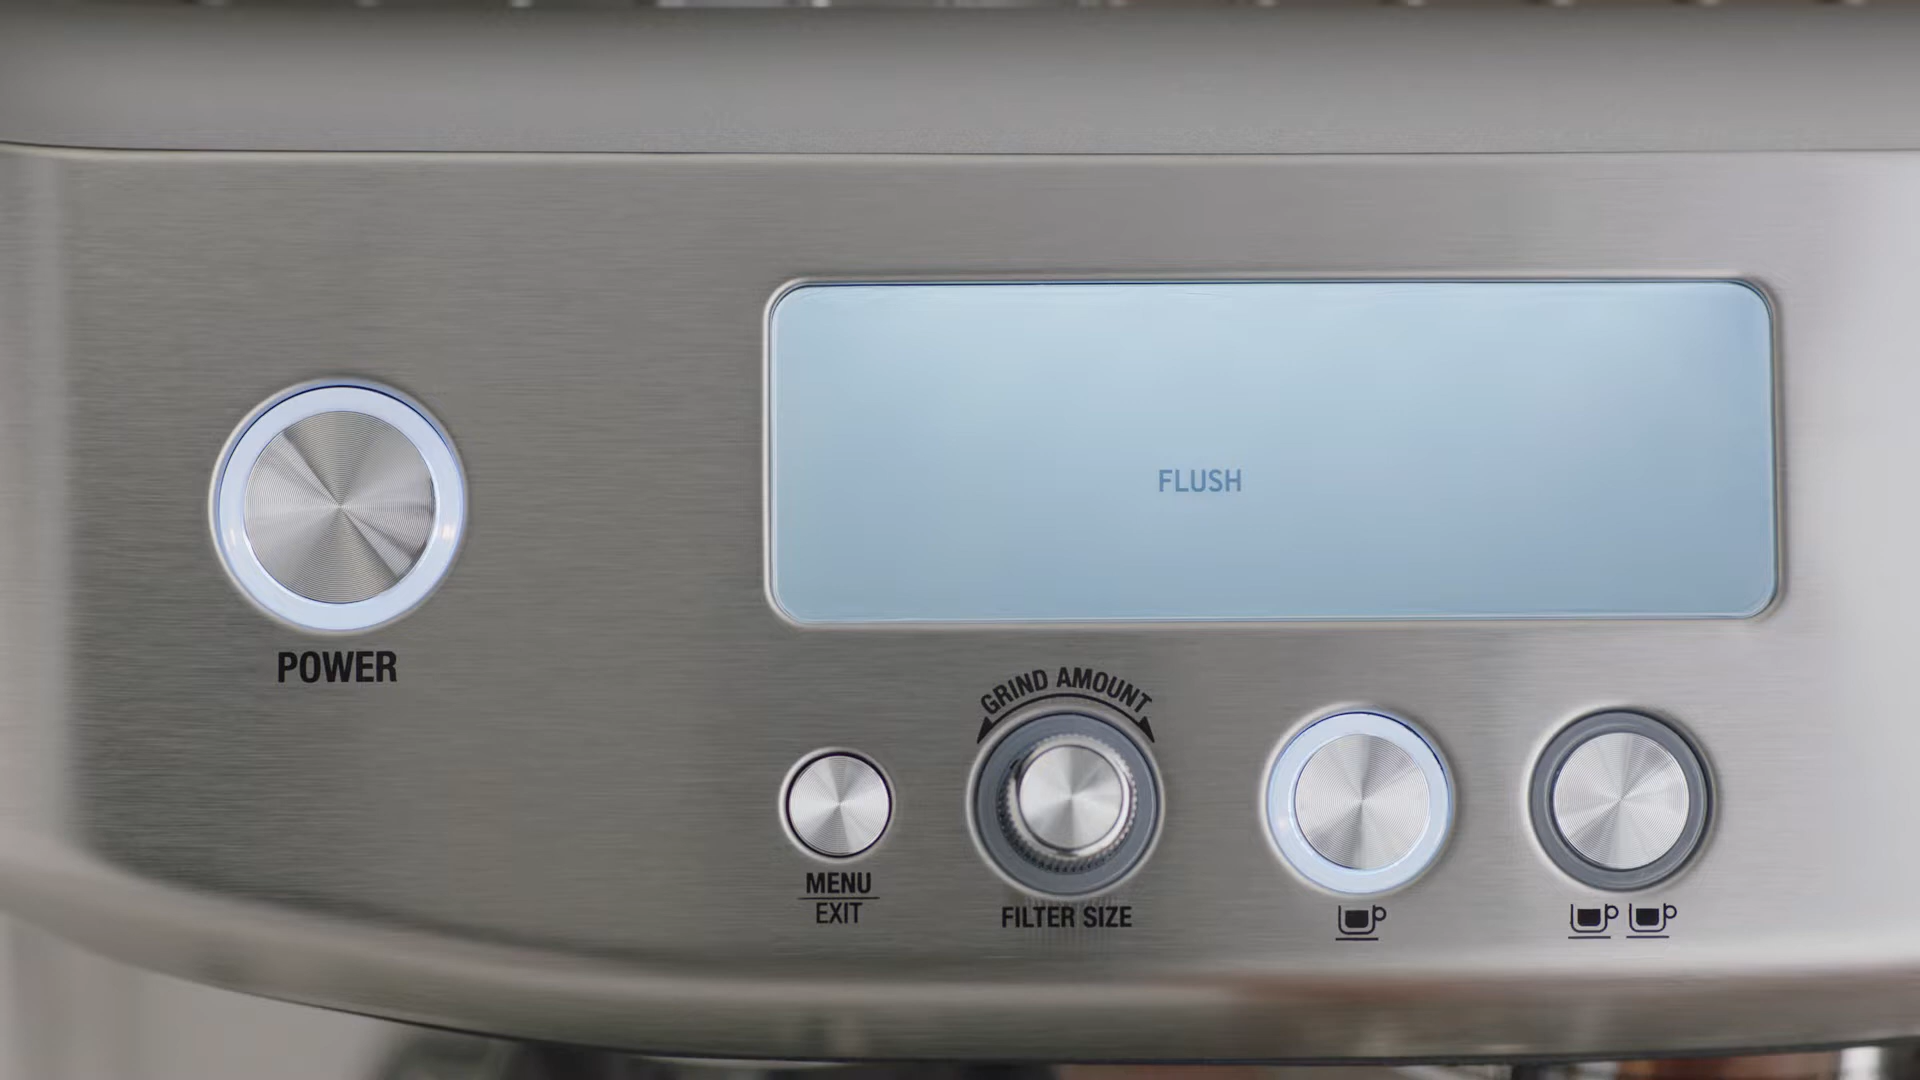 FLUSH
POWER
GRIND AMOUNT
MENU
EXIT
FILTER SIZE